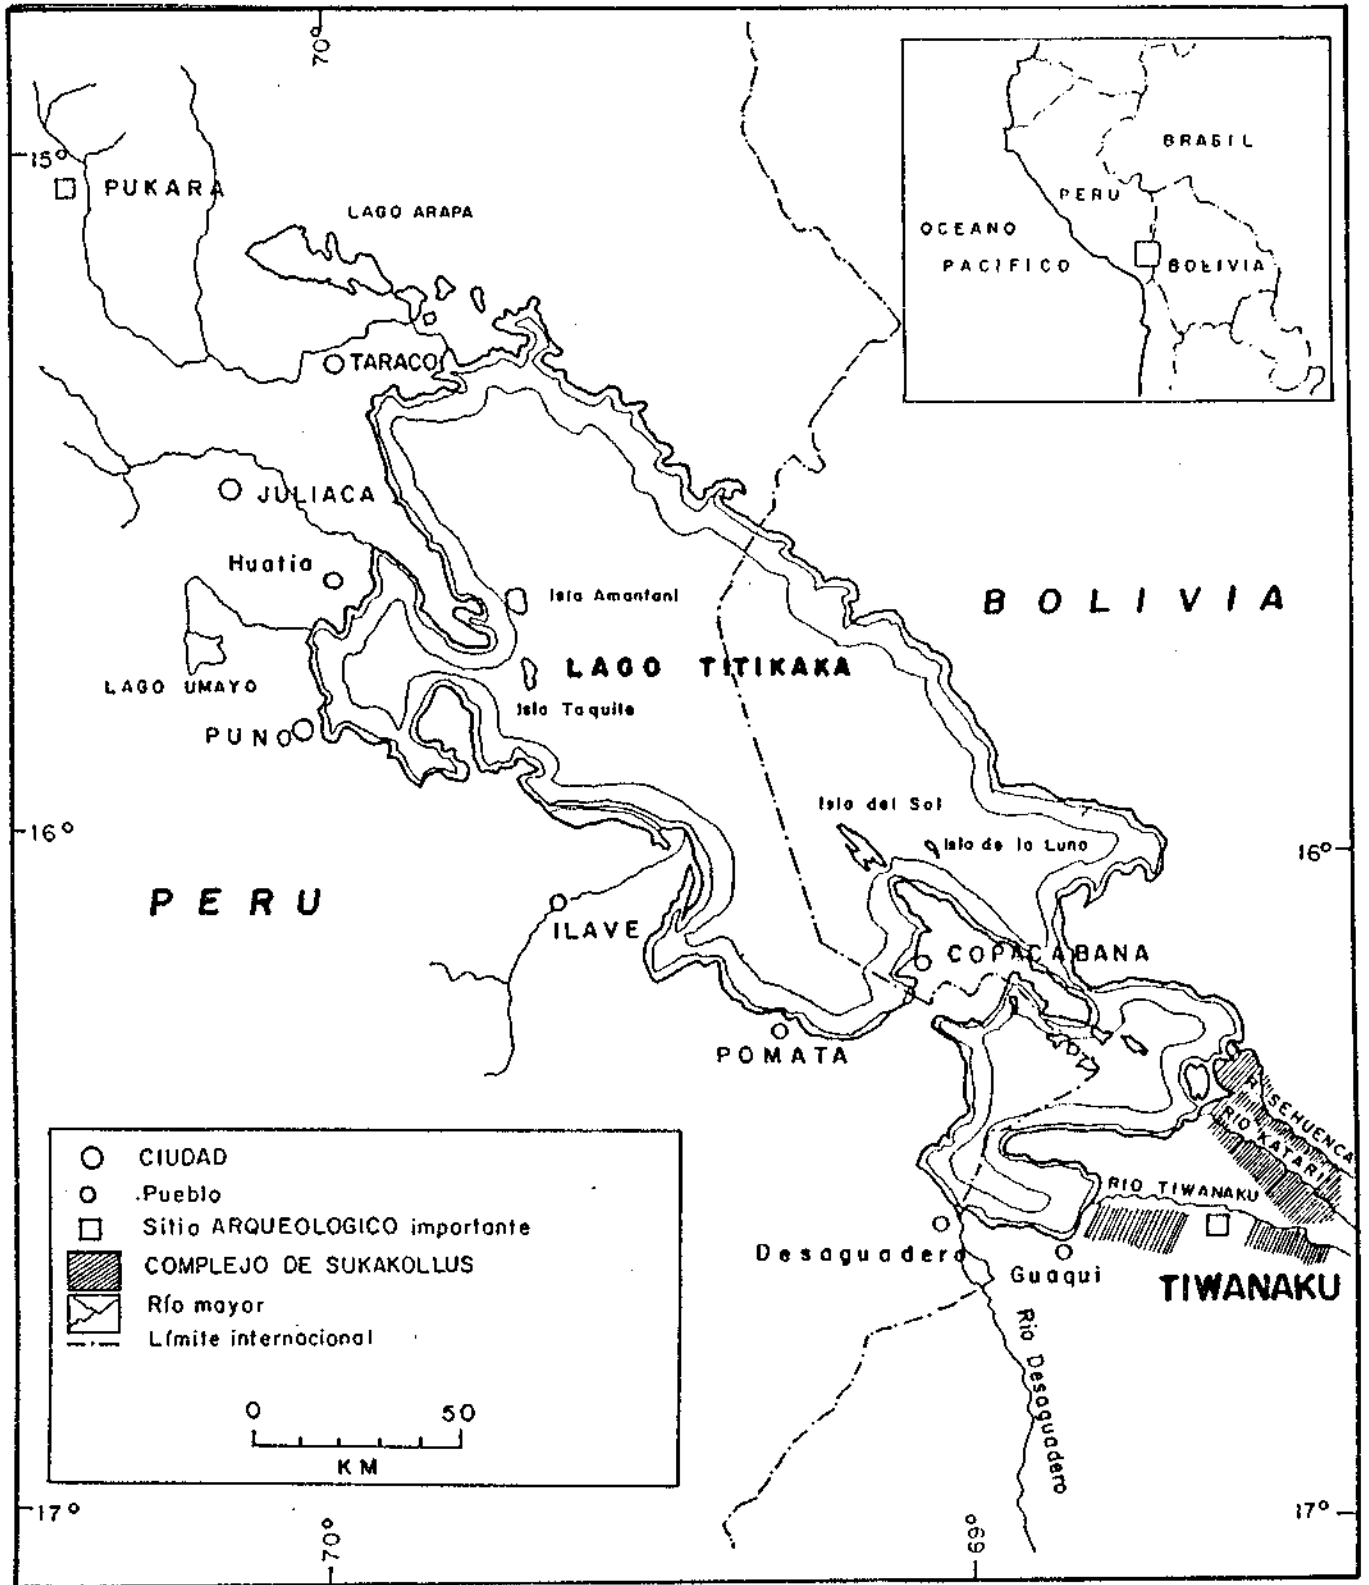 70°
15°
PUKARA
LAGO ARAPA
TARACO
JULIACA
Huatia
Isla Amantani
LAGO UMAYO
LAGO TITIKAKA
Isla Taquile
PUNO
BOLIVIA
16°
16°
Isla del Sol
Isla de la Luna
PERU
ILAVE
COPACABANA
POMATA
R. SEHUENCA
RIO KATARI
RIO TIWANAKU
Desaguadero
Guaqui
TIWANAKU
Rio Desaguadero
17°
17°
70°
69°
BRASIL
PERU
OCEANO
PACIFICO
BOLIVIA
CIUDAD
Pueblo
Sitio ARQUEOLOGICO importante
COMPLEJO DE SUKAKOLLUS
Río mayor
Límite internacional
0 50
KM